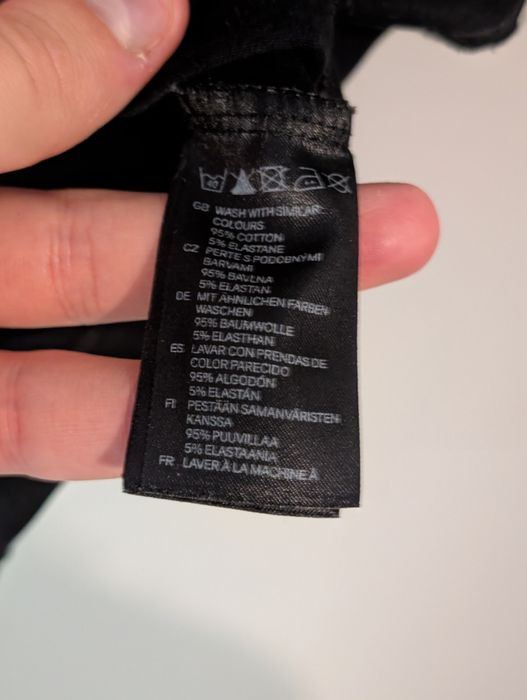 40
GB WASH WITH SIMILAR
COLOURS
95% COTTON
5% ELASTANE
CZ PERTE S PODOBNÝMI
BARVAMI
95% BAVLNA
5% ELASTAN
DE MIT ÄHNLICHEN FARBEN
WASCHEN
95% BAUMWOLLE
5% ELASTHAN
ES LAVAR CON PRENDAS DE
COLOR PARECIDO
95% ALGODÓN
5% ELASTÁN
FI PESTÄÄN SAMANVÄRISTEN
KANSSA
95% PUUVILLAA
5% ELASTAANIA
FR LAVER À LA MACHINE À